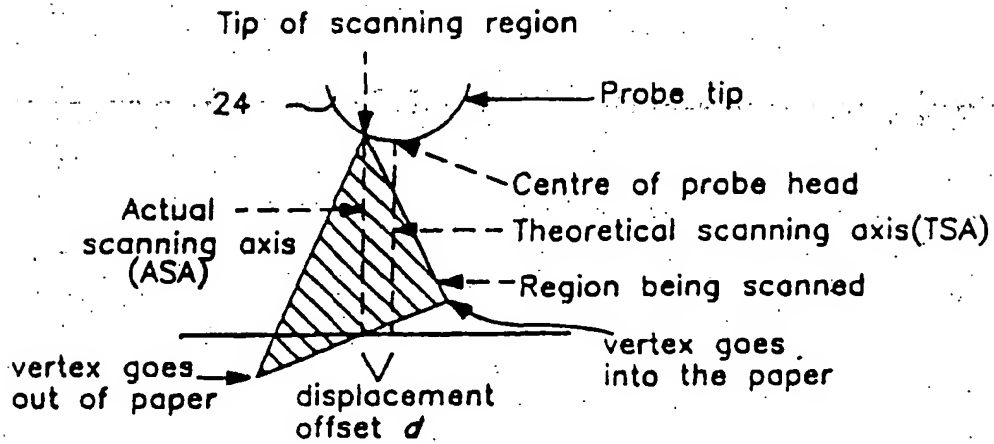 Tip of scanning region
24
Probe tip
Centre of probe head
Actual
scanning axis
(ASA)
Theoretical scanning axis(TSA)
Region being scanned
vertex goes
out of paper
displacement
offset d
vertex goes
into the paper